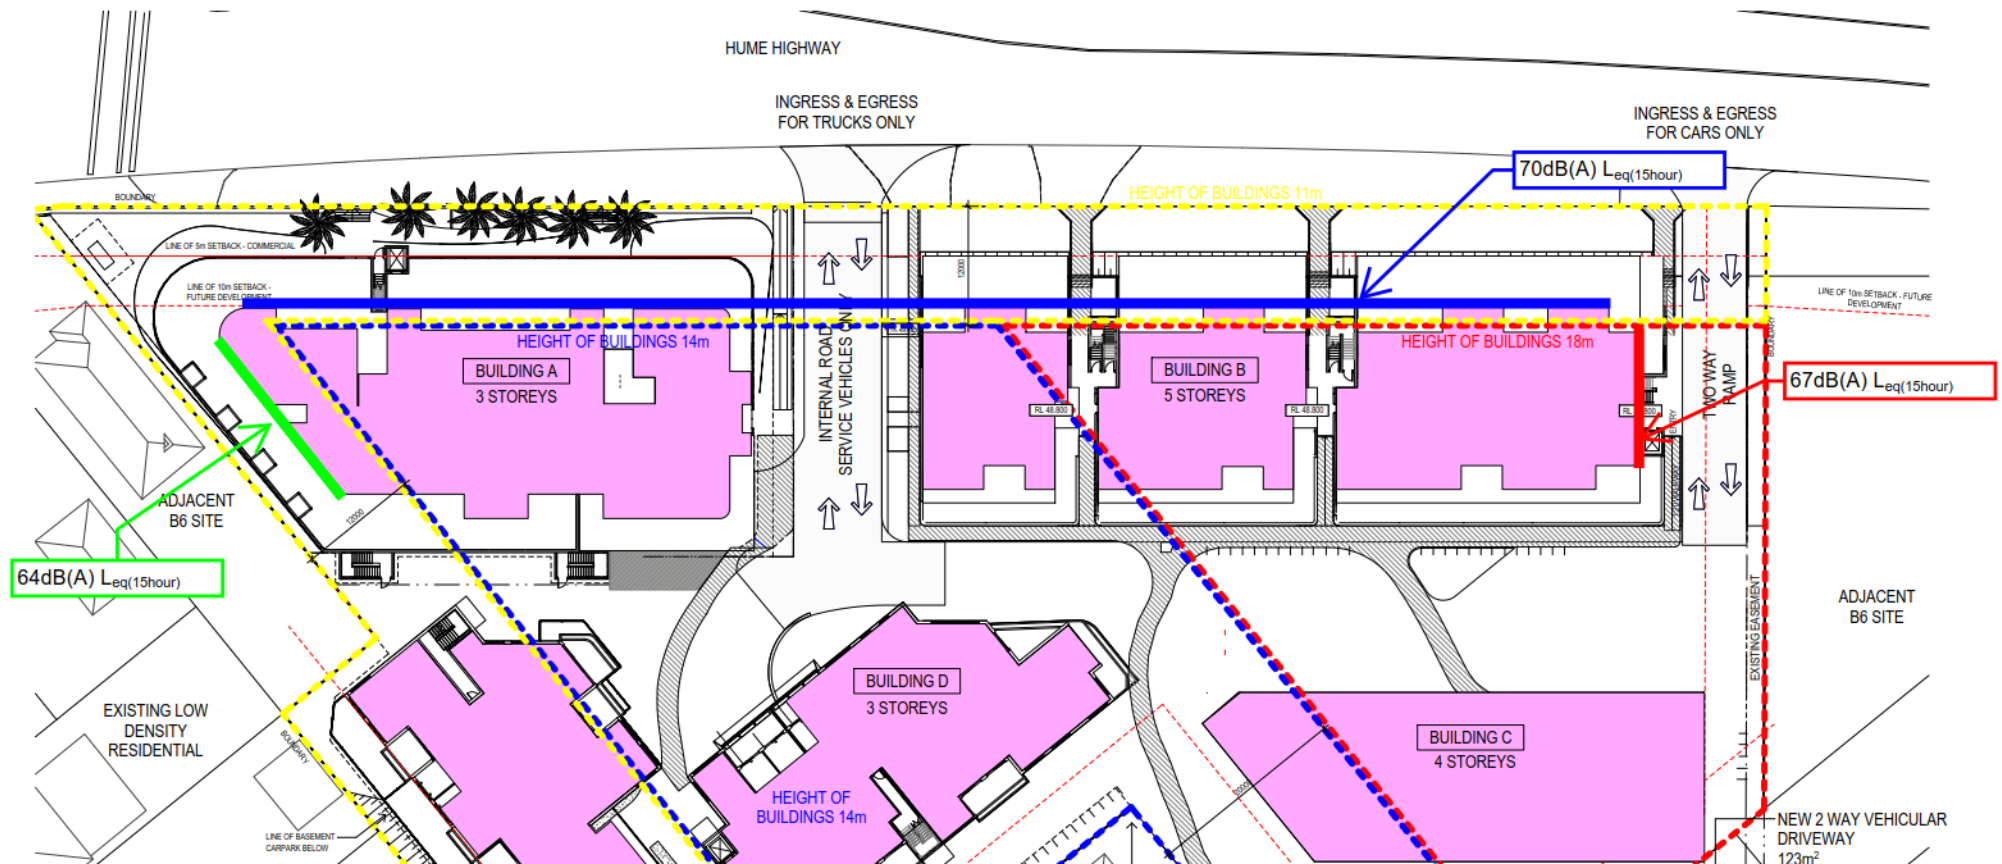 HUME HIGHWAY
INGRESS & EGRESS
FOR TRUCKS ONLY
INGRESS & EGRESS
FOR CARS ONLY
70dB(A) Leq(15hour)
HEIGHT OF BUILDINGS 11m
BOUNDARY
LINE OF 5m SETBACK - COMMERCIAL
LINE OF 10m SETBACK -
FUTURE DEVELOPMENT
12000
LINE OF 10m SETBACK - FUTURE
DEVELOPMENT
BOUNDARY
HEIGHT OF BUILDINGS 14m
HEIGHT OF BUILDINGS 18m
BUILDING A
3 STOREYS
INTERNAL ROAD
SERVICE VEHICLES ONLY
BUILDING B
5 STOREYS
TWO WAY
RAMP
67dB(A) Leq(15hour)
RL 48.800
RL 48.800
ADJACENT
B6 SITE
12000
64dB(A) Leq(15hour)
EXISTING EASEMENT
ADJACENT
B6 SITE
BUILDING D
3 STOREYS
EXISTING LOW
DENSITY
RESIDENTIAL
BOUNDARY
BUILDING C
4 STOREYS
HEIGHT OF
BUILDINGS 14m
LINE OF BASEMENT
CARPARK BELOW
NEW 2 WAY VEHICULAR
DRIVEWAY
123m²